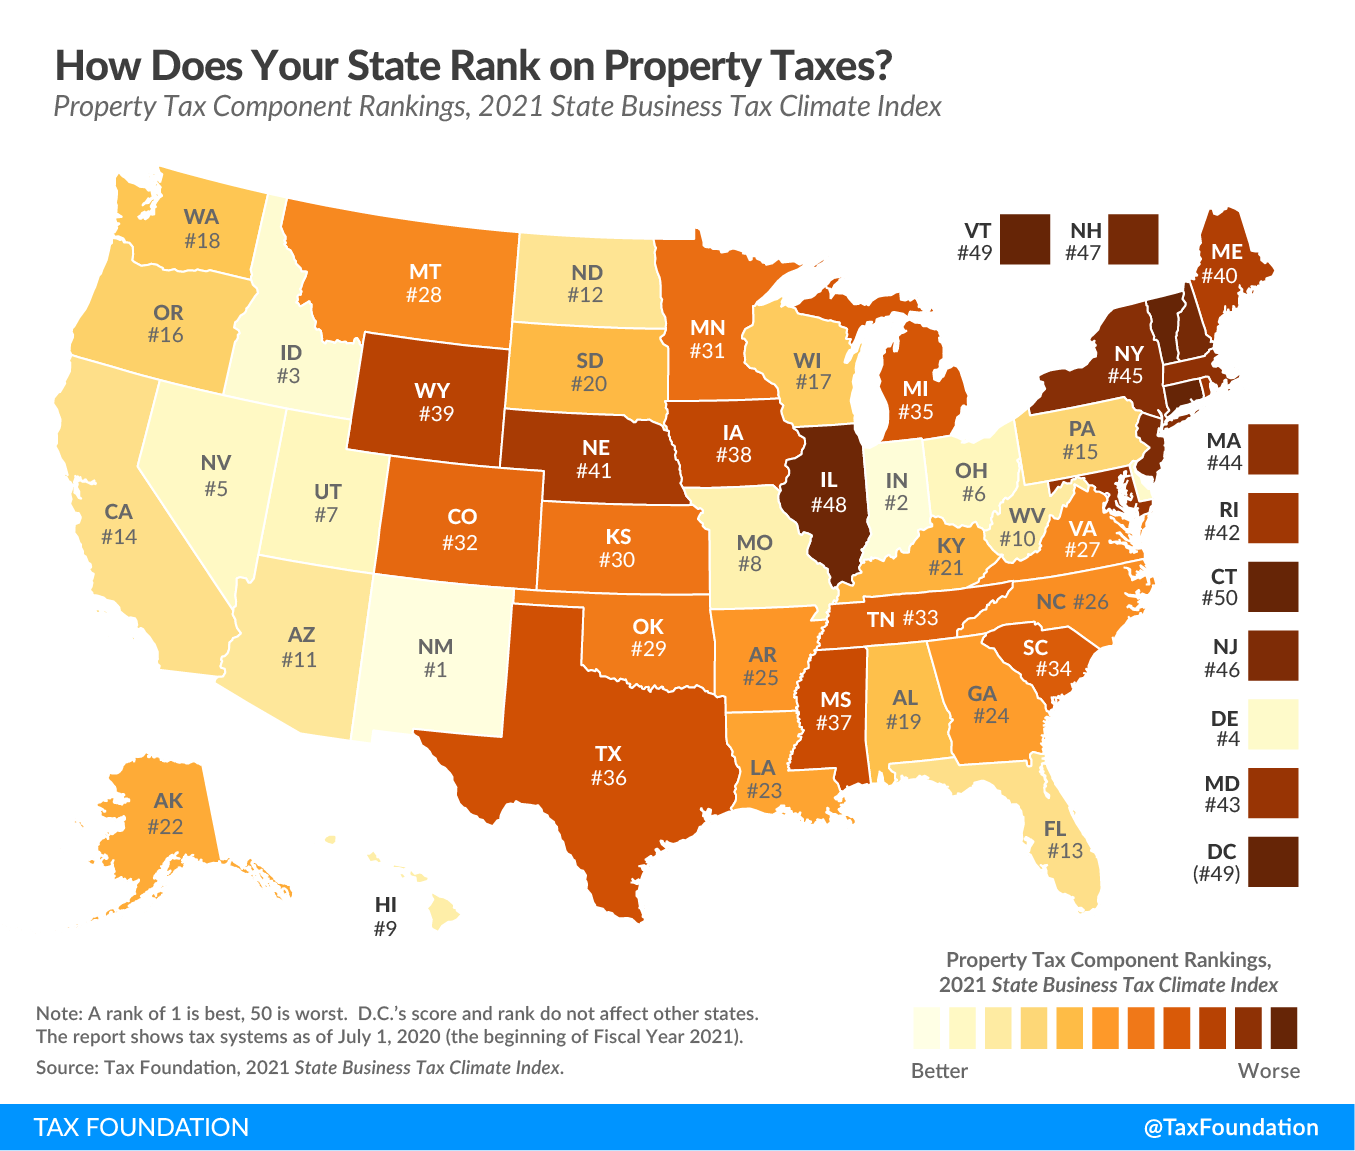 How Does Your State Rank on Property Taxes?
Property Tax Component Rankings, 2021 State Business Tax Climate Index
WA
#18
OR
#16
CA
#14
ID
#3
NV
#5
UT
#7
AZ
#11
MT
#28
WY
#39
CO
#32
NM
#1
ND
#12
SD
#20
NE
#41
KS
#30
OK
#29
TX
#36
MN
#31
IA
#38
MO
#8
AR
#25
LA
#23
WI
#17
IL
#48
MI
#35
IN
#2
OH
#6
KY
#21
TN #33
MS
#37
AL
#19
GA
#24
FL
#13
SC
#34
NC #26
VA
#27
WV
#10
PA
#15
NY
#45
VT
#49
NH
#47
ME
#40
MA
#44
RI
#42
CT
#50
NJ
#46
DE
#4
MD
#43
DC
(#49)
AK
#22
HI
#9
Property Tax Component Rankings,
2021 State Business Tax Climate Index
Better Worse
Note: A rank of 1 is best, 50 is worst. D.C.'s score and rank do not affect other states.
The report shows tax systems as of July 1, 2020 (the beginning of Fiscal Year 2021).
Source: Tax Foundation, 2021 State Business Tax Climate Index.
TAX FOUNDATION @TaxFoundation